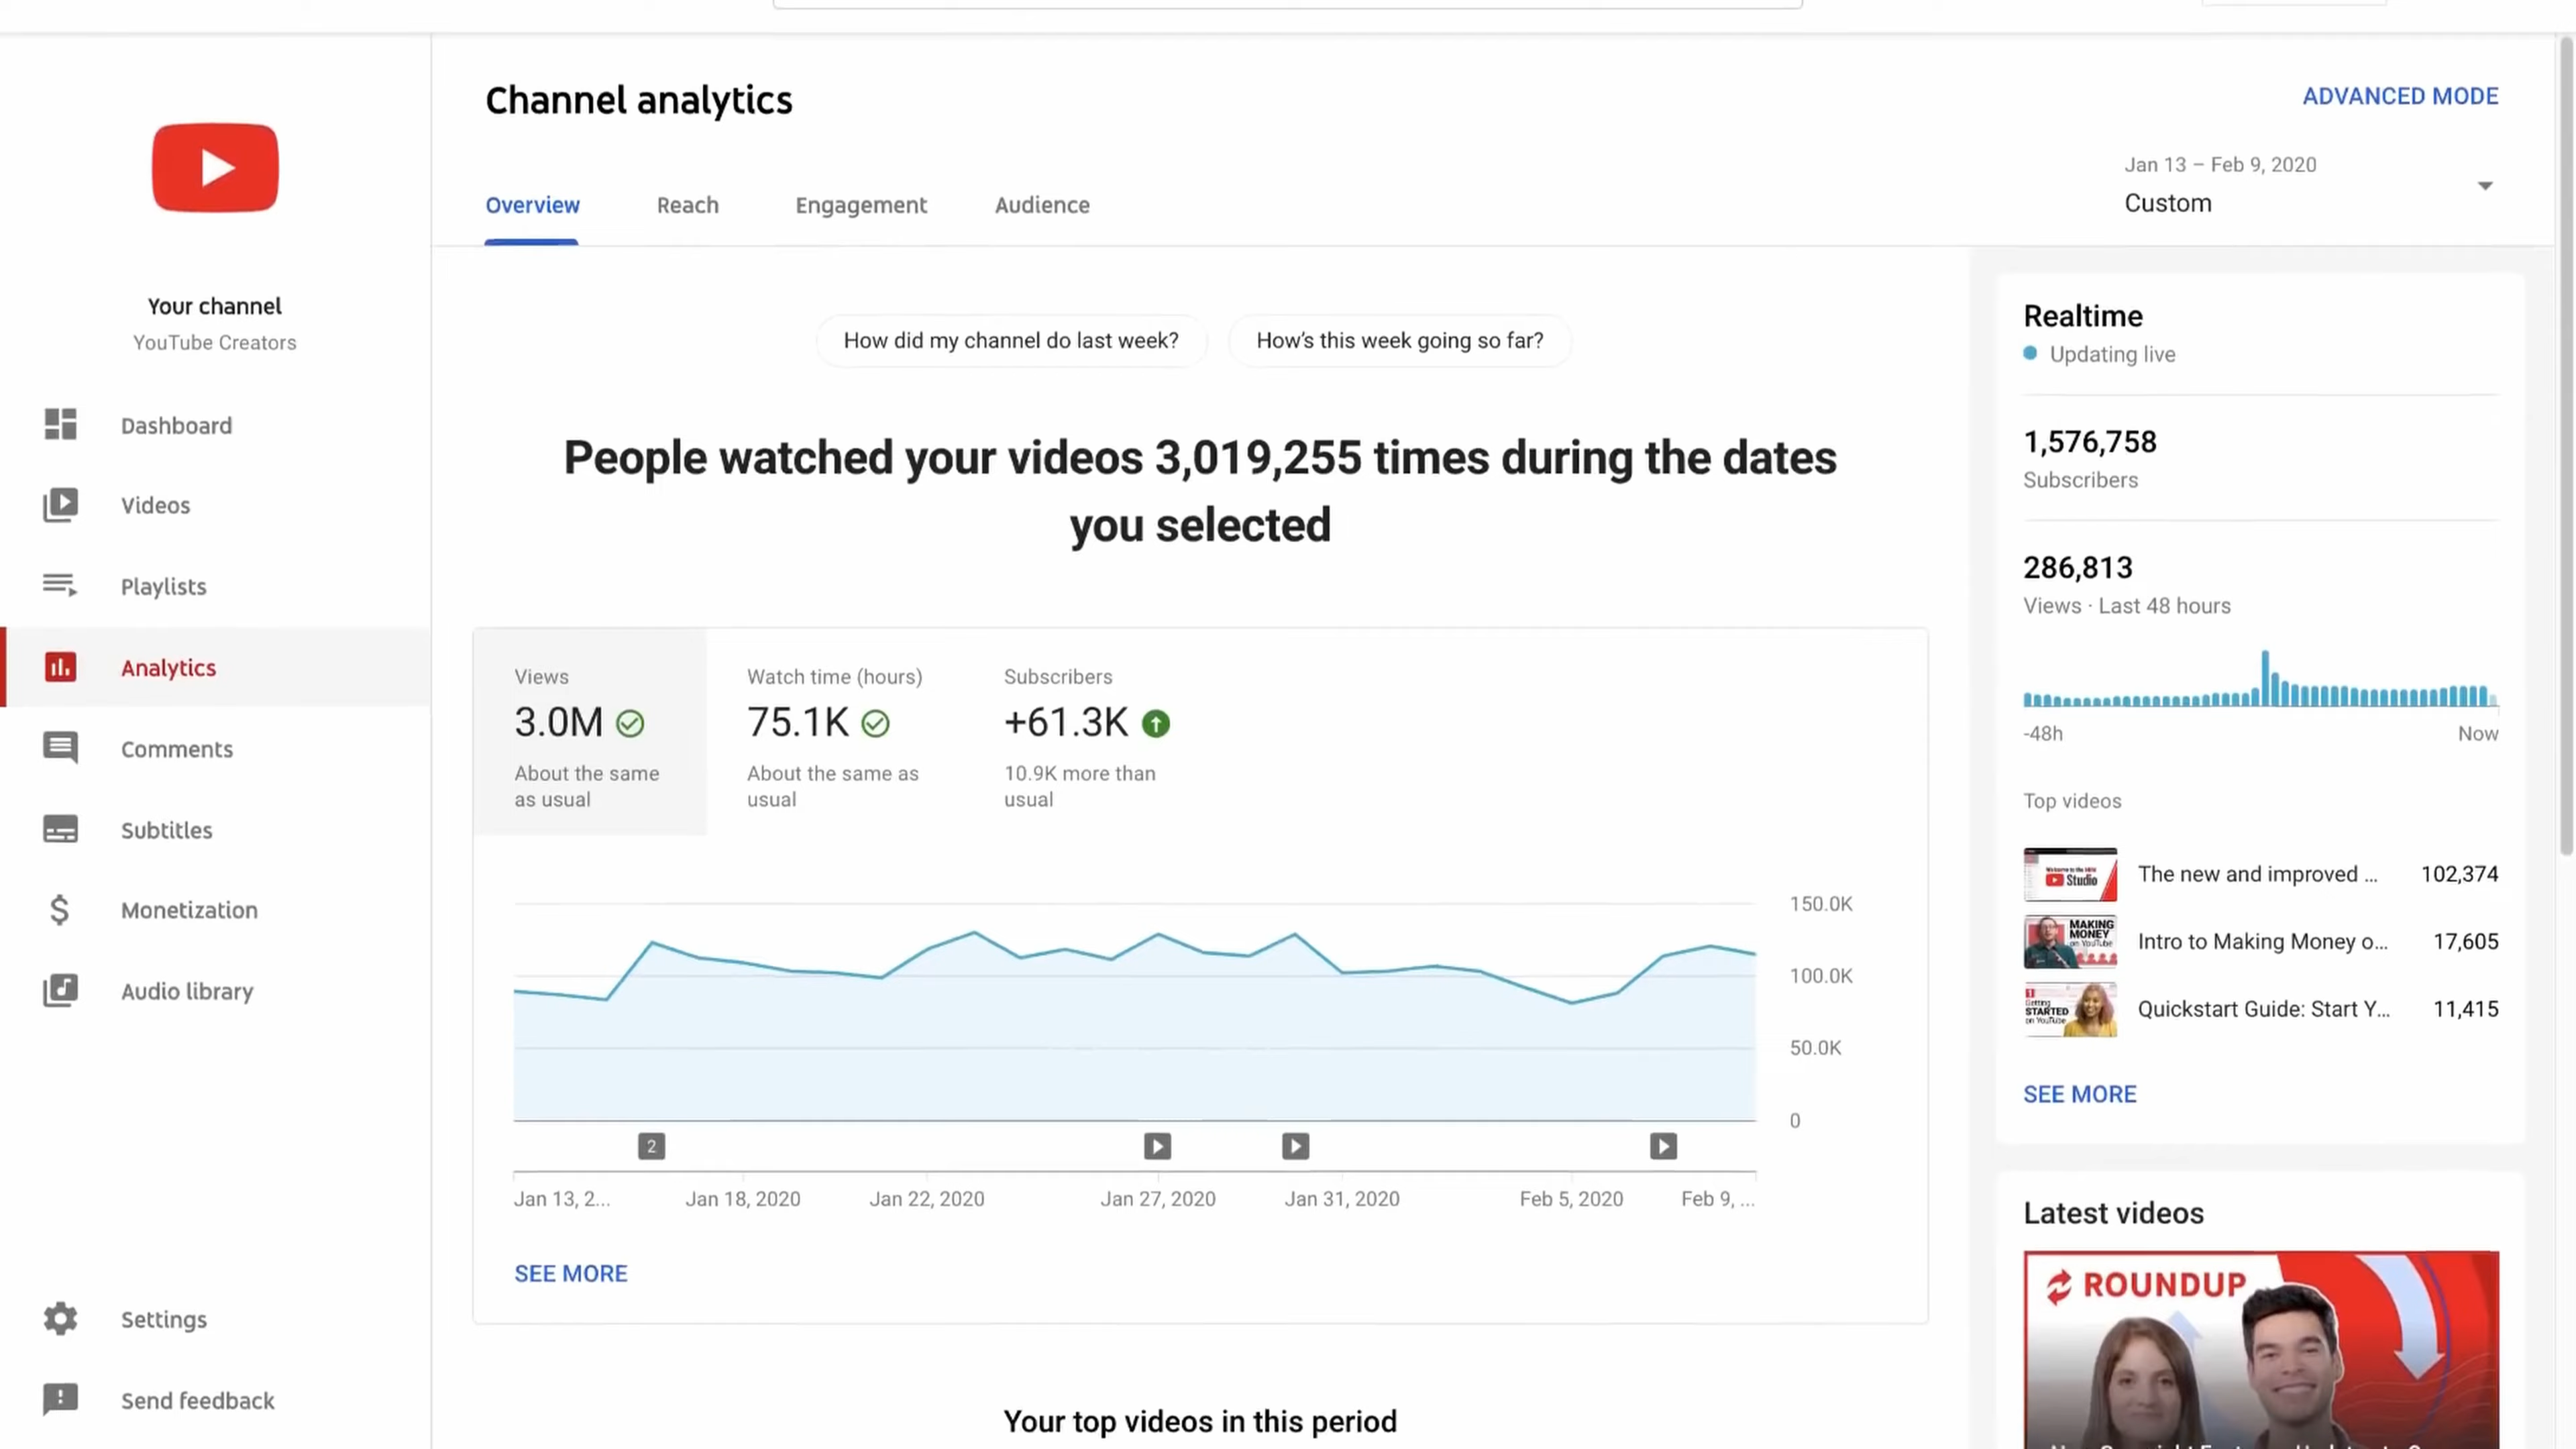 Channel analytics
ADVANCED MODE
Jan 13 – Feb 9, 2020
Custom
Overview
Reach
Engagement
Audience
Your channel
YouTube Creators
Dashboard
Videos
Playlists
Analytics
Comments
Subtitles
Monetization
Audio library
Settings
Send feedback
How did my channel do last week?
How's this week going so far?
People watched your videos 3,019,255 times during the dates
you selected
Views
3.0M
About the same
as usual
Watch time (hours)
75.1K
About the same as
usual
Subscribers
+61.3K
10.9K more than
usual
150.0K
100.0K
50.0K
0
2
Jan 13, 2...
Jan 18, 2020
Jan 22, 2020
Jan 27, 2020
Jan 31, 2020
Feb 5, 2020
Feb 9, ...
SEE MORE
Your top videos in this period
Realtime
Updating live
1,576,758
Subscribers
286,813
Views · Last 48 hours
-48h
Now
Top videos
Studio
The new and improved ...
102,374
MAKING
MONEY
on YouTube
Intro to Making Money o...
17,605
1
Getting
STARTED
on YouTube
Quickstart Guide: Start Y...
11,415
SEE MORE
Latest videos
ROUNDUP